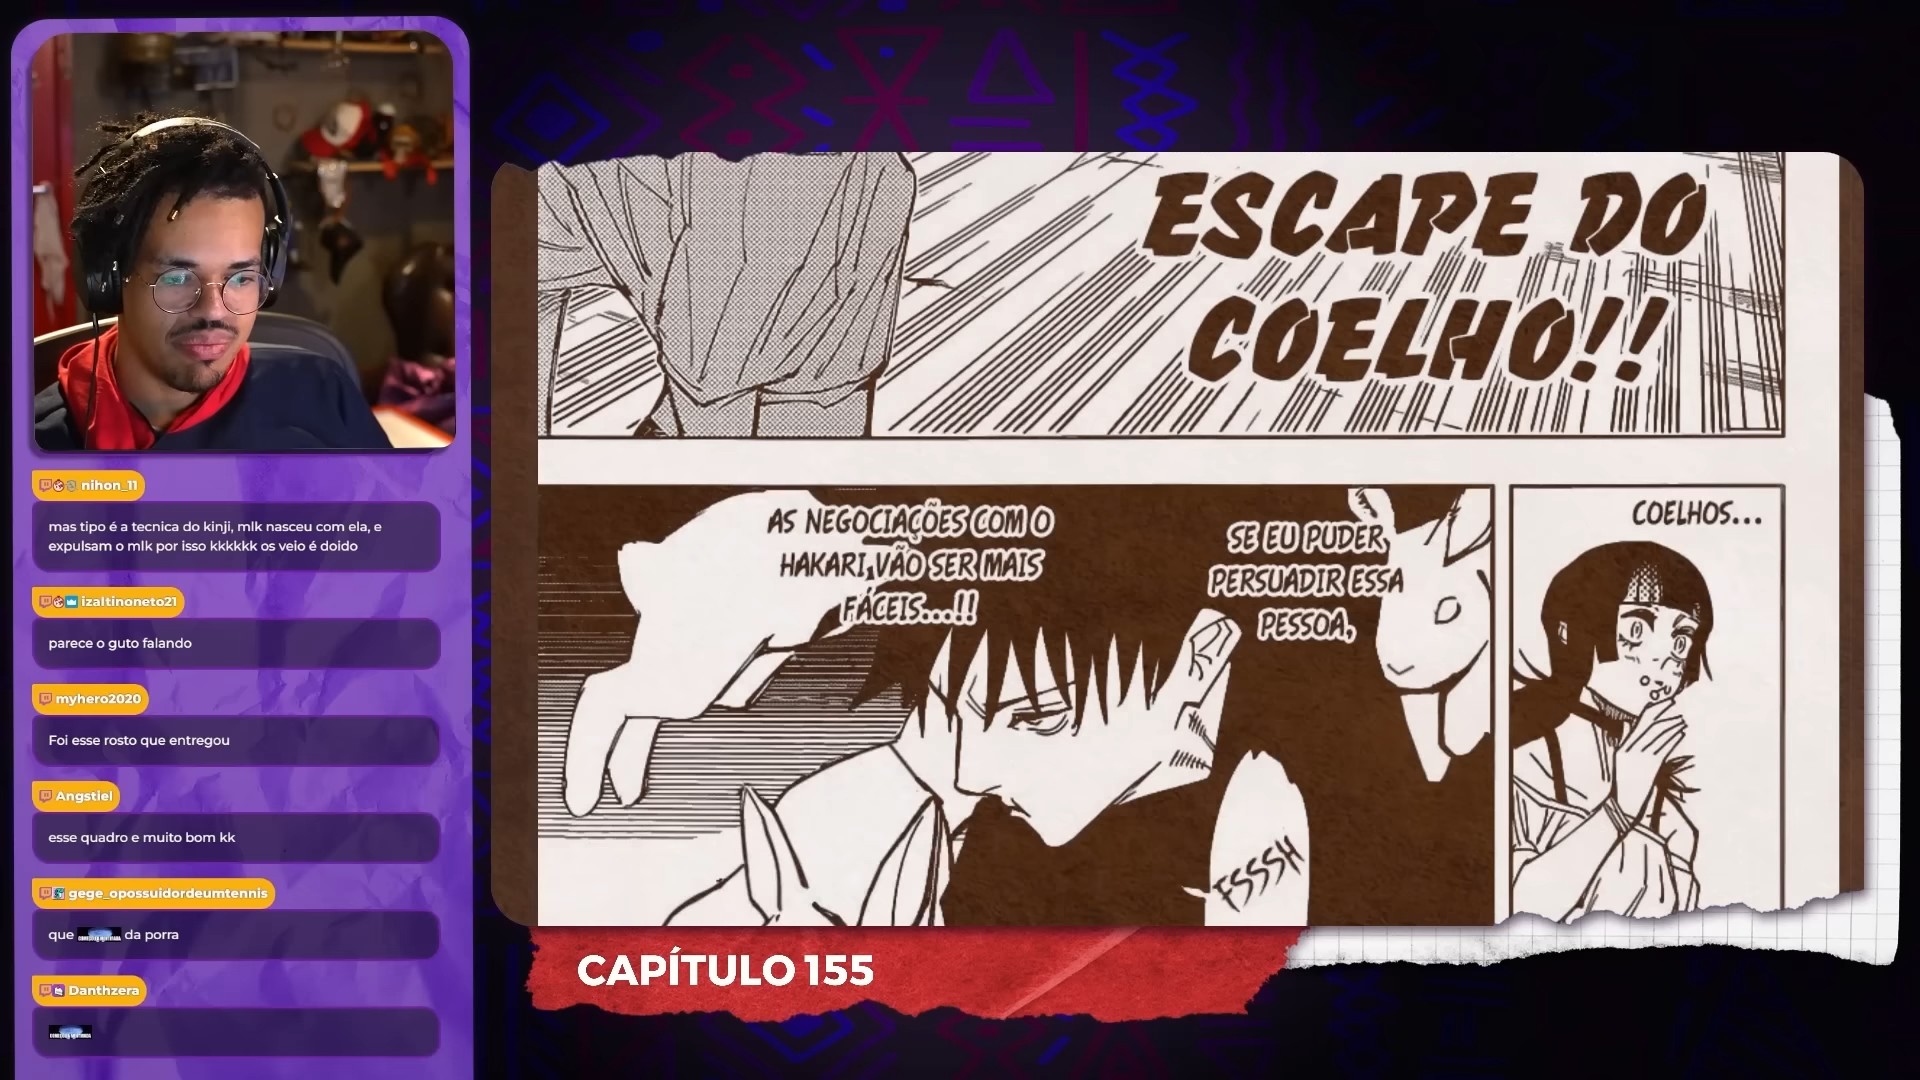 nihon_11
mas tipo é a tecnica do kinji, mlk nasceu com ela, e
expulsam o mlk por isso kkkkkk os veio é doido
izaltinoneto21
parece o guto falando
myhero2020
Foi esse rosto que entregou
Angstiel
esse quadro e muito bom kk
gege_opossuidordeumtennis
que da porra
Danthzera
ESCAPE DO
COELHO!!
AS NEGOCIAÇÕES COM O
HAKARI VÃO SER MAIS
FÁCEIS...!!
SE EU PUDER
PERSUADIR ESSA
PESSOA,
FSSSH
COELHOS...
CAPÍTULO 155